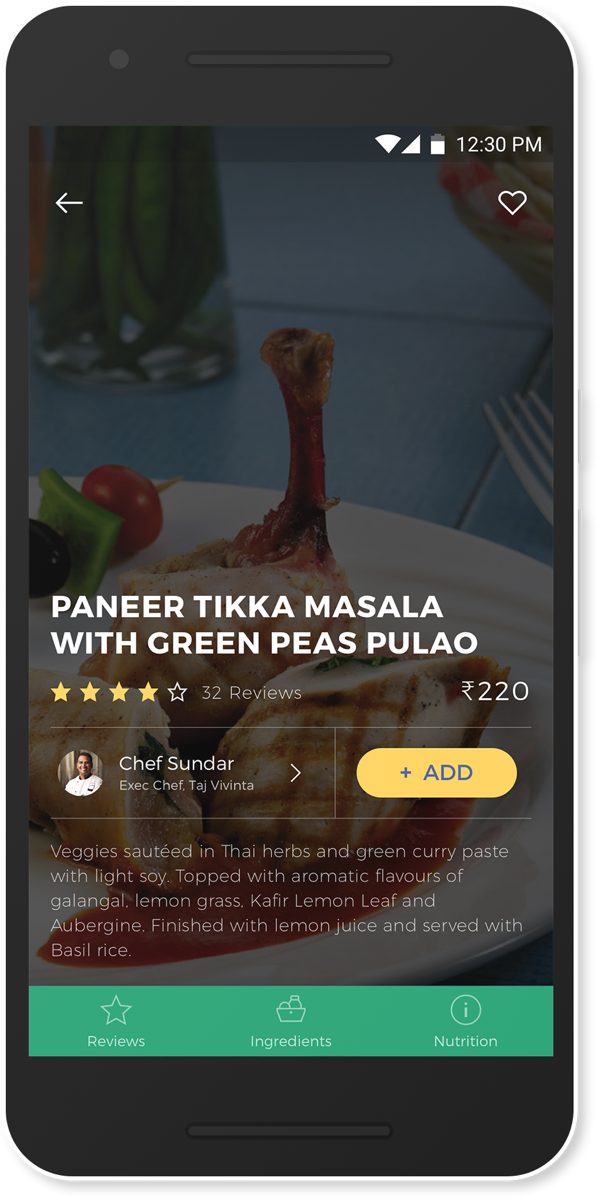 12:30 PM
PANEER TIKKA MASALA
WITH GREEN PEAS PULAO
32 Reviews
₹220
Chef Sundar
Exec Chef, Taj Vivinta
+ ADD
Veggies sautéed in Thai herbs and green curry paste
with light soy. Topped with aromatic flavours of
galangal, lemon grass, Kafir Lemon Leaf and
Aubergine. Finished with lemon juice and served with
Basil rice.
Reviews
Ingredients
Nutrition